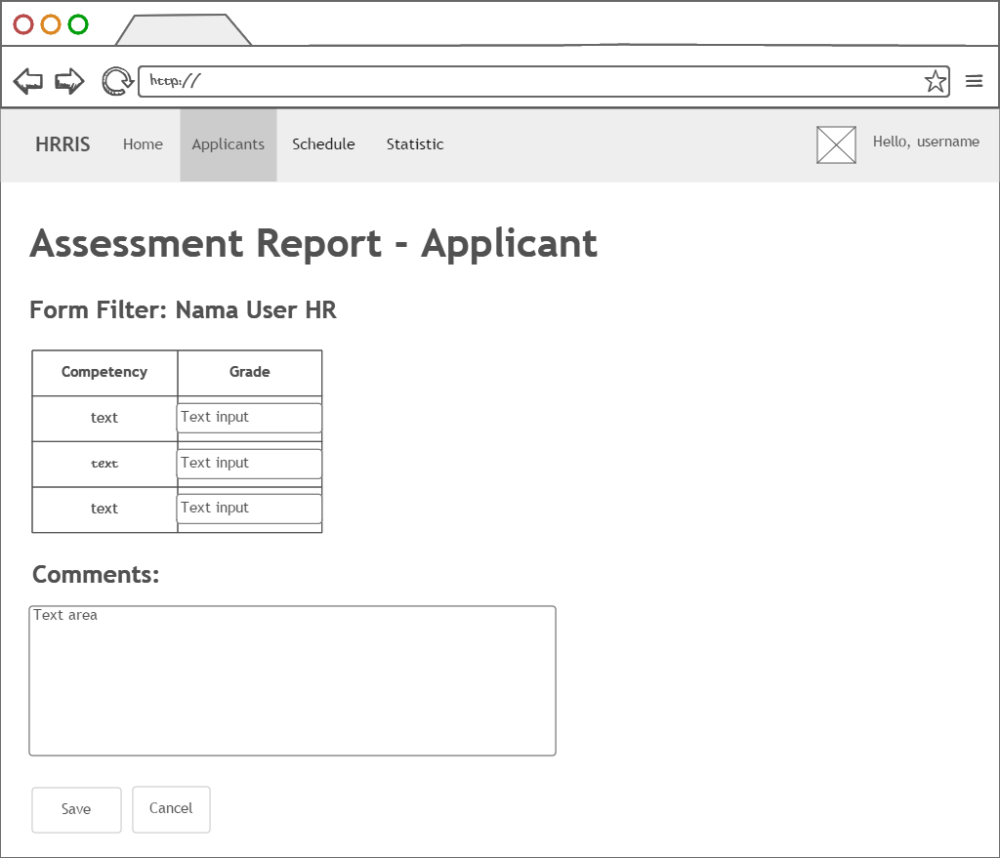 http://
HRRIS Home Applicants Schedule Statistic Hello, username
Assessment Report - Applicant
Form Filter: Nama User HR
Competency Grade
text Text input
text Text input
text Text input
Comments:
Text area
Save Cancel